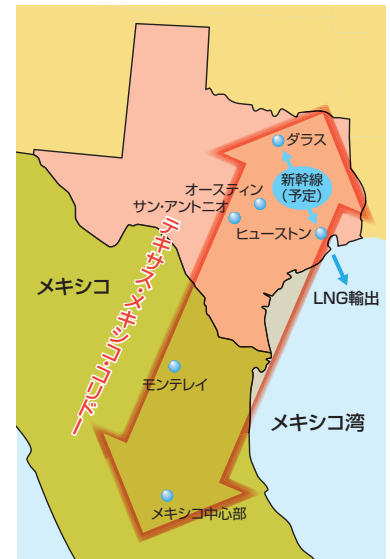 ダラス
新幹線
(予定)
オースティン
サン・アントニオ
ヒューストン
テキサス・メキシコ・コリドー
メキシコ
LNG輸出
モンテレイ
メキシコ湾
メキシコ中心部